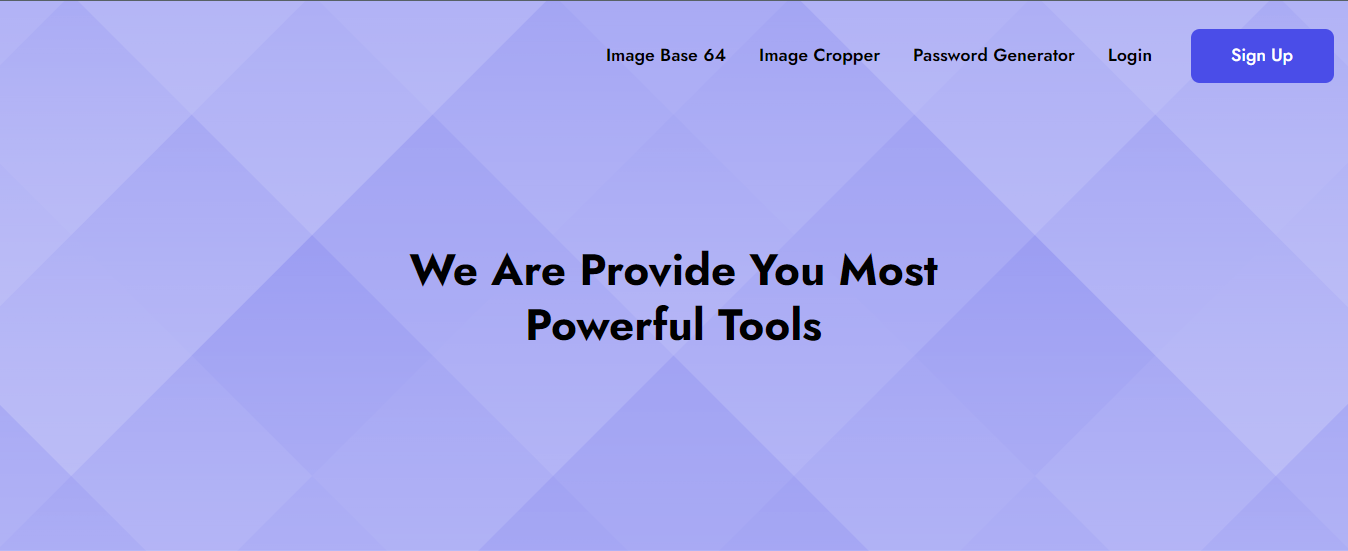 Image Base 64 Image Cropper Password Generator Login Sign Up
We Are Provide You Most
Powerful Tools